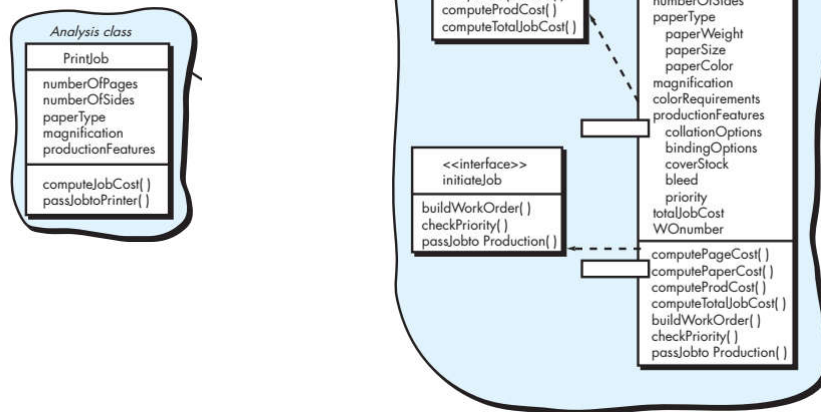 Analysis class
PrintJob
numberOfPages
numberOfSides
paperType
magnification
productionFeatures
computeJobCost( )
passJobtoPrinter( )
computeProdCost( )
computeTotalJobCost( )
<<interface>>
initiateJob
buildWorkOrder( )
checkPriority( )
passJobto Production( )
numberOfSides
paperType
paperWeight
paperSize
paperColor
magnification
colorRequirements
productionFeatures
collationOptions
bindingOptions
coverStock
bleed
priority
totalJobCost
WOnumber
computePageCost( )
computePaperCost( )
computeProdCost( )
computeTotalJobCost( )
buildWorkOrder( )
checkPriority( )
passJobto Production( )